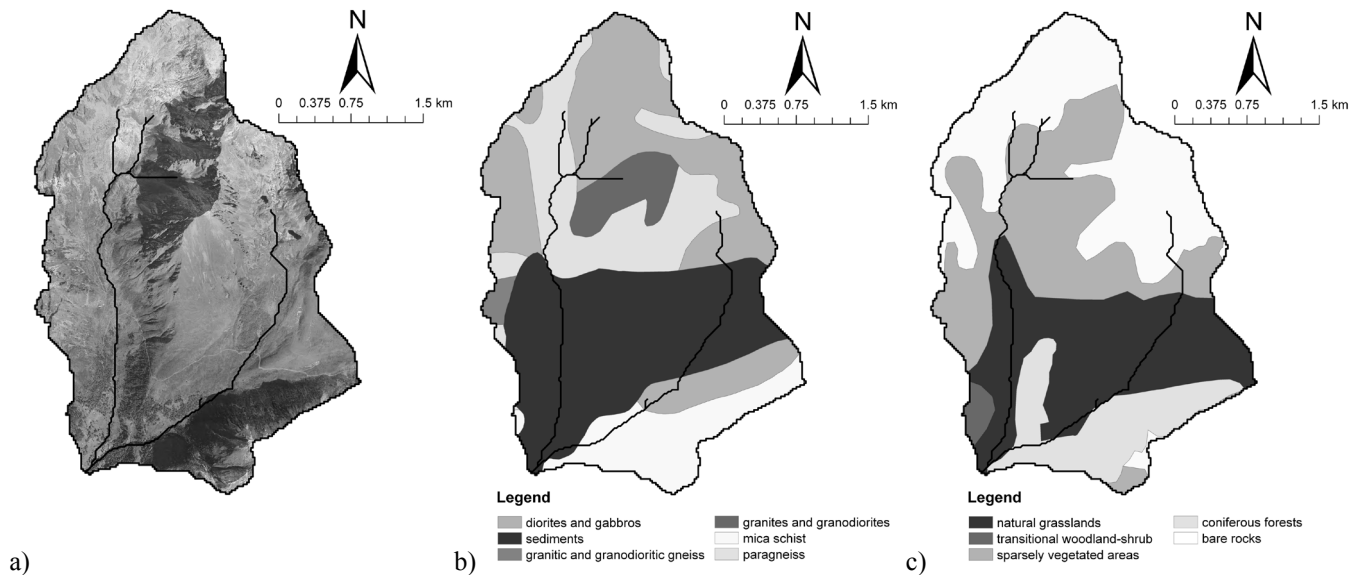 N
0 0.375 0.75 1.5 km
N
0 0.375 0.75 1.5 km
N
0 0.375 0.75 1.5 km
a)
b)
Legend
diorites and gabbros
sediments
granitic and granodioritic gneiss
granites and granodiorites
mica schist
paragneiss
c)
Legend
natural grasslands
transitional woodland-shrub
sparsely vegetated areas
coniferous forests
bare rocks